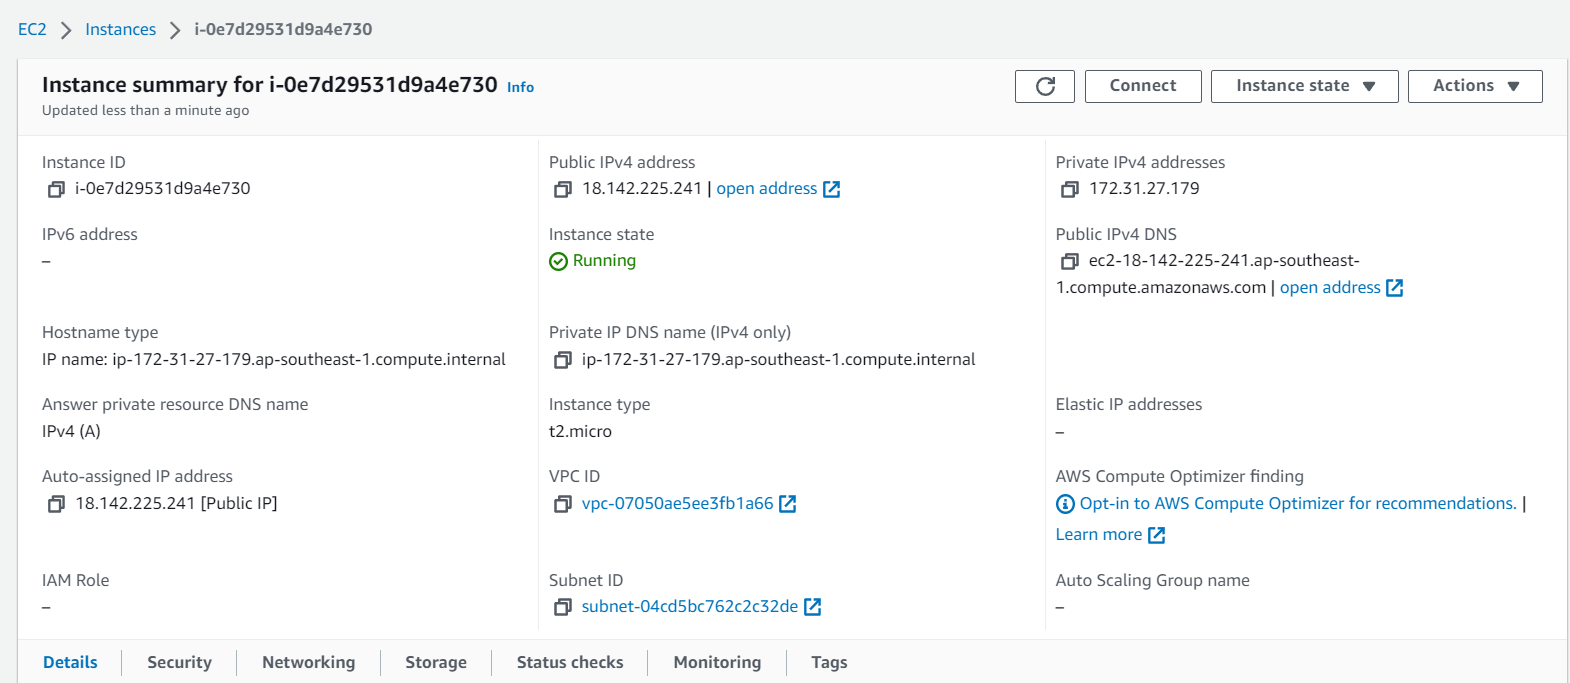 EC2 > Instances > i-0e7d29531d9a4e730
Instance summary for i-0e7d29531d9a4e730 Info
Updated less than a minute ago
Connect
Instance state
Actions
Instance ID
i-0e7d29531d9a4e730
Public IPv4 address
18.142.225.241 | open address
Private IPv4 addresses
172.31.27.179
IPv6 address
–
Instance state
Running
Public IPv4 DNS
ec2-18-142-225-241.ap-southeast-
1.compute.amazonaws.com | open address
Hostname type
IP name: ip-172-31-27-179.ap-southeast-1.compute.internal
Private IP DNS name (IPv4 only)
ip-172-31-27-179.ap-southeast-1.compute.internal
Answer private resource DNS name
IPv4 (A)
Instance type
t2.micro
Elastic IP addresses
–
Auto-assigned IP address
18.142.225.241 [Public IP]
VPC ID
vpc-07050ae5ee3fb1a66
AWS Compute Optimizer finding
Opt-in to AWS Compute Optimizer for recommendations. |
Learn more
IAM Role
–
Subnet ID
subnet-04cd5bc762c2c32de
Auto Scaling Group name
–
Details
Security
Networking
Storage
Status checks
Monitoring
Tags